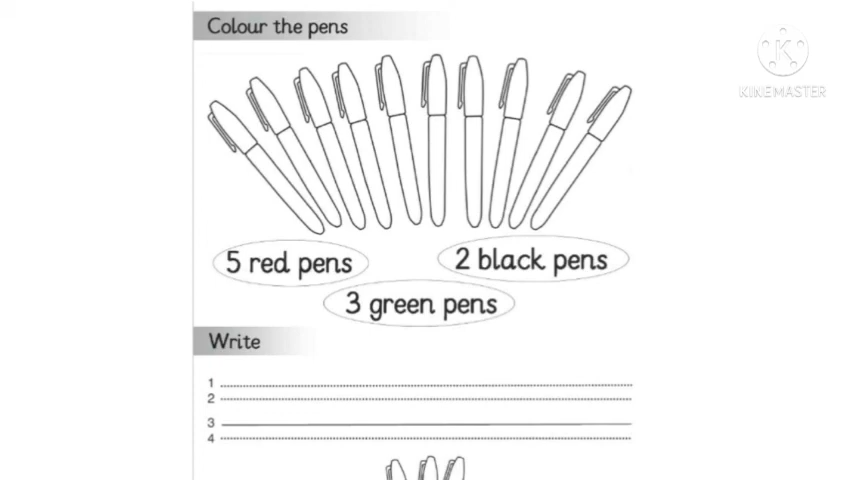 Colour the pens
KINEMASTER
5 red pens
2 black pens
3 green pens
Write
1
2
3
4